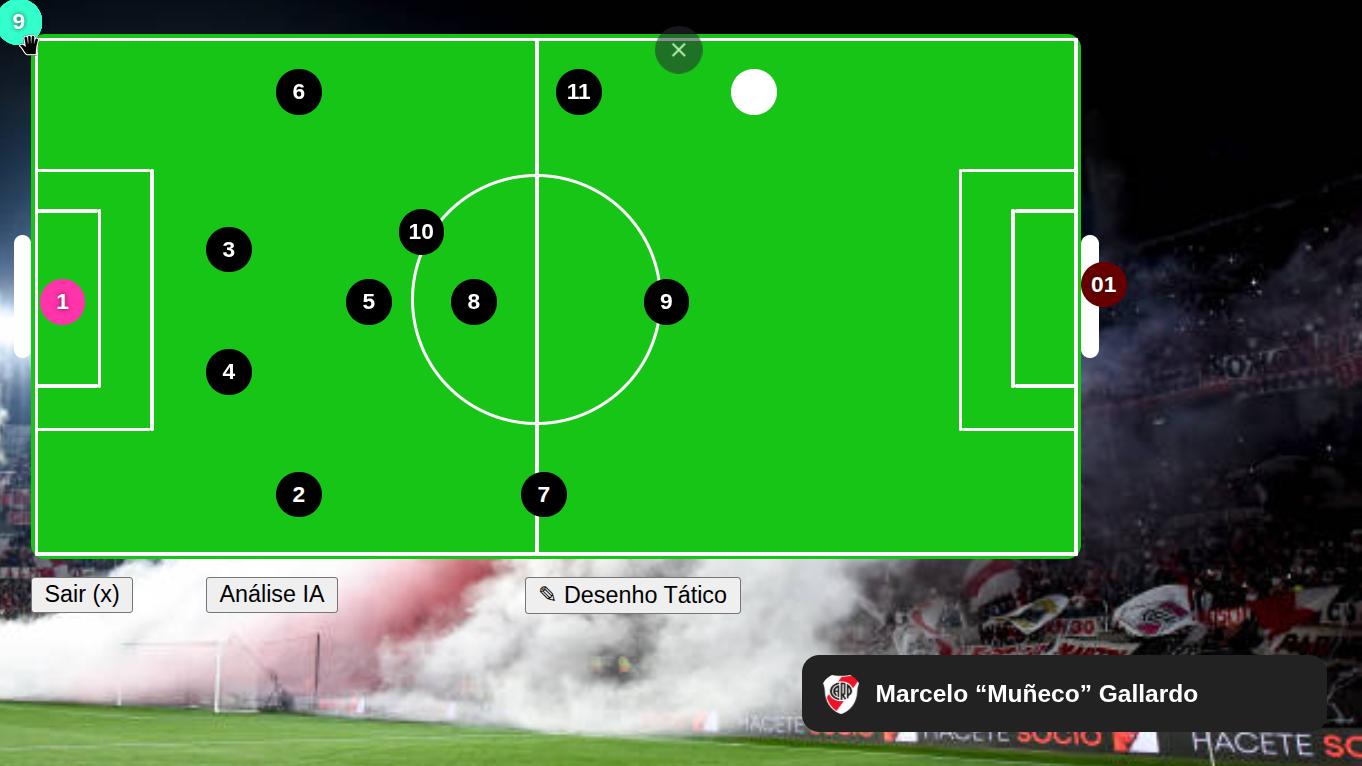 9
6
11
×
10
3
1
5
8
9
01
4
2
7
Sair (x)
Análise IA
✎ Desenho Tático
CARP
Marcelo “Muñeco” Gallardo
HACETE
HACETE SOCIO
HACETE SO